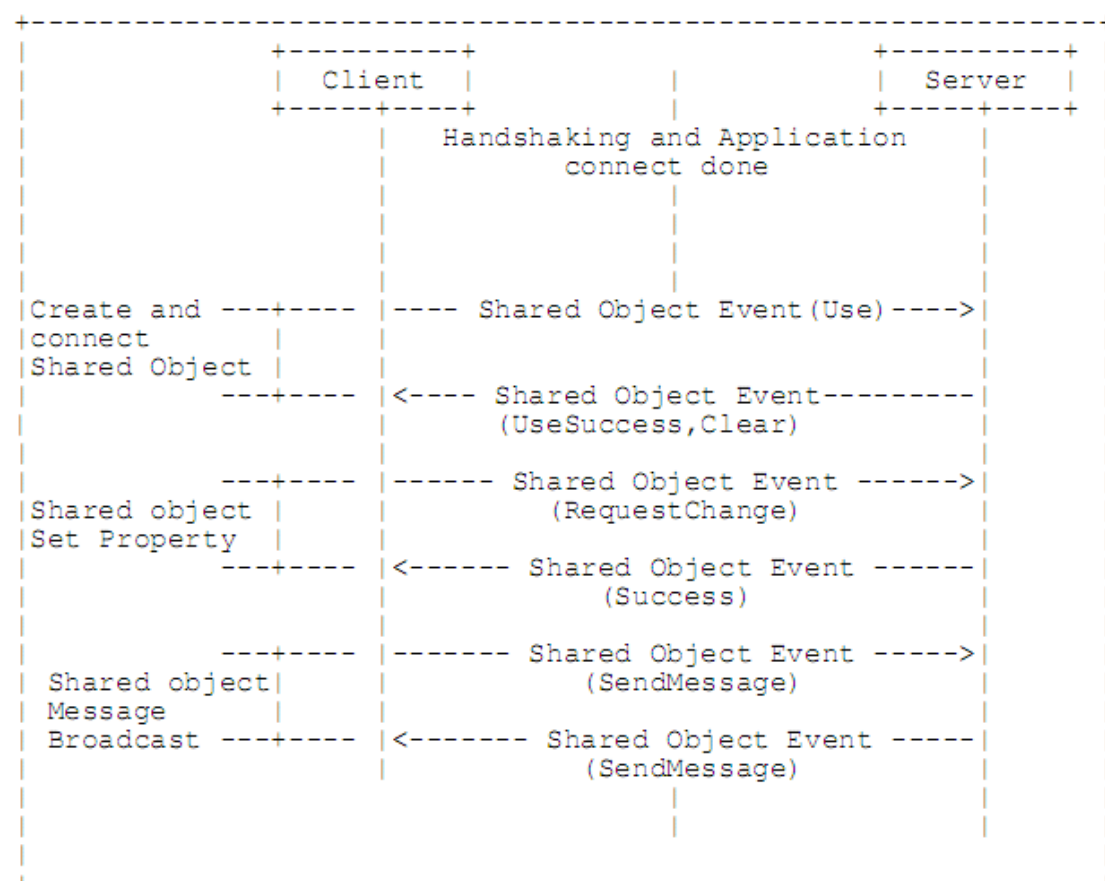 +------------------------------------------------------------------
| +----------+ +----------+
| | Client | | | Server |
| +-----+----+ | +-----+----+
| | Handshaking and Application |
| | connect done |
| | | |
| | | |
| | | |
| | | |
|Create and ---+---- |---- Shared Object Event(Use)---->|
|connect | | |
|Shared Object | | |
| ---+---- |<---- Shared Object Event---------|
| | (UseSuccess,Clear) |
| | |
| ---+---- |------ Shared Object Event ------>|
|Shared object | | (RequestChange) |
|Set Property | | |
| ---+---- |<------ Shared Object Event ------|
| | (Success) |
| | |
| ---+---- |------- Shared Object Event ----->|
| Shared object| | (SendMessage) |
| Message | | |
| Broadcast ---+---- |<------- Shared Object Event -----|
| | (SendMessage) |
| | |
| | |
|
|